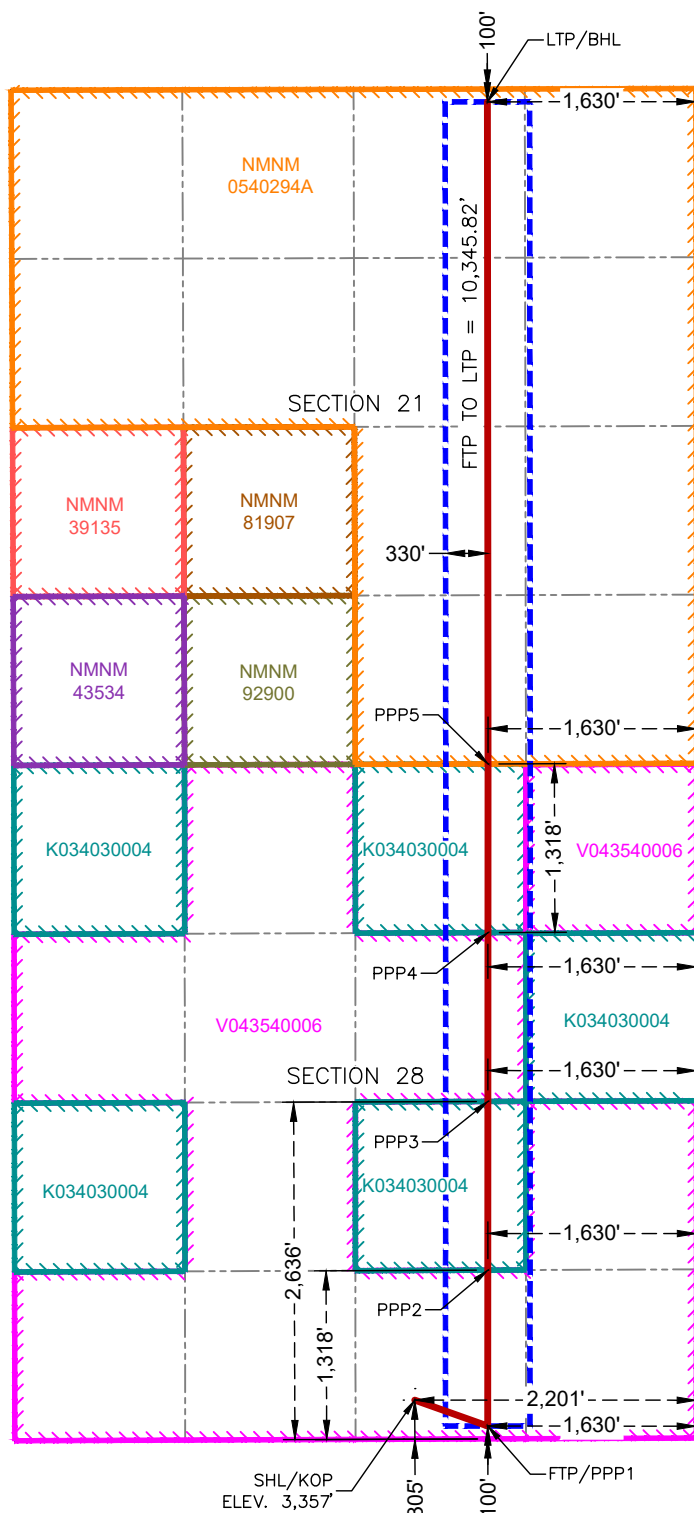 100'
LTP/BHL
1,630'
NMNM
0540294A
FTP TO LTP = 10,345.82'
SECTION 21
NMNM
39135
NMNM
81907
330'
NMNM
43534
NMNM
92900
PPP5
1,630'
K034030004
K034030004
1,318'
V043540006
PPP4
1,630'
V043540006
K034030004
SECTION 28
1,630'
PPP3
K034030004
K034030004
2,636'
1,630'
PPP2
1,318'
2,201'
1,630'
SHL/KOP
ELEV. 3,357'
305'
100'
FTP/PPP1